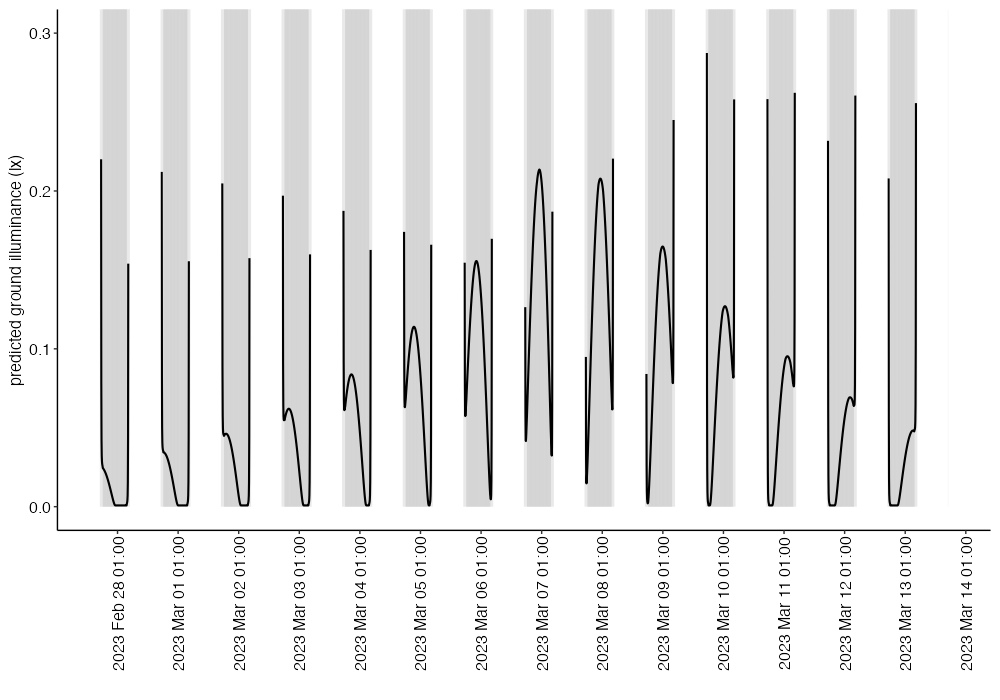 predicted ground illuminance (lx)
0.3
0.2
0.1
0.0
2023 Feb 28 01:00
2023 Mar 01 01:00
2023 Mar 02 01:00
2023 Mar 03 01:00
2023 Mar 04 01:00
2023 Mar 05 01:00
2023 Mar 06 01:00
2023 Mar 07 01:00
2023 Mar 08 01:00
2023 Mar 09 01:00
2023 Mar 10 01:00
2023 Mar 11 01:00
2023 Mar 12 01:00
2023 Mar 13 01:00
2023 Mar 14 01:00